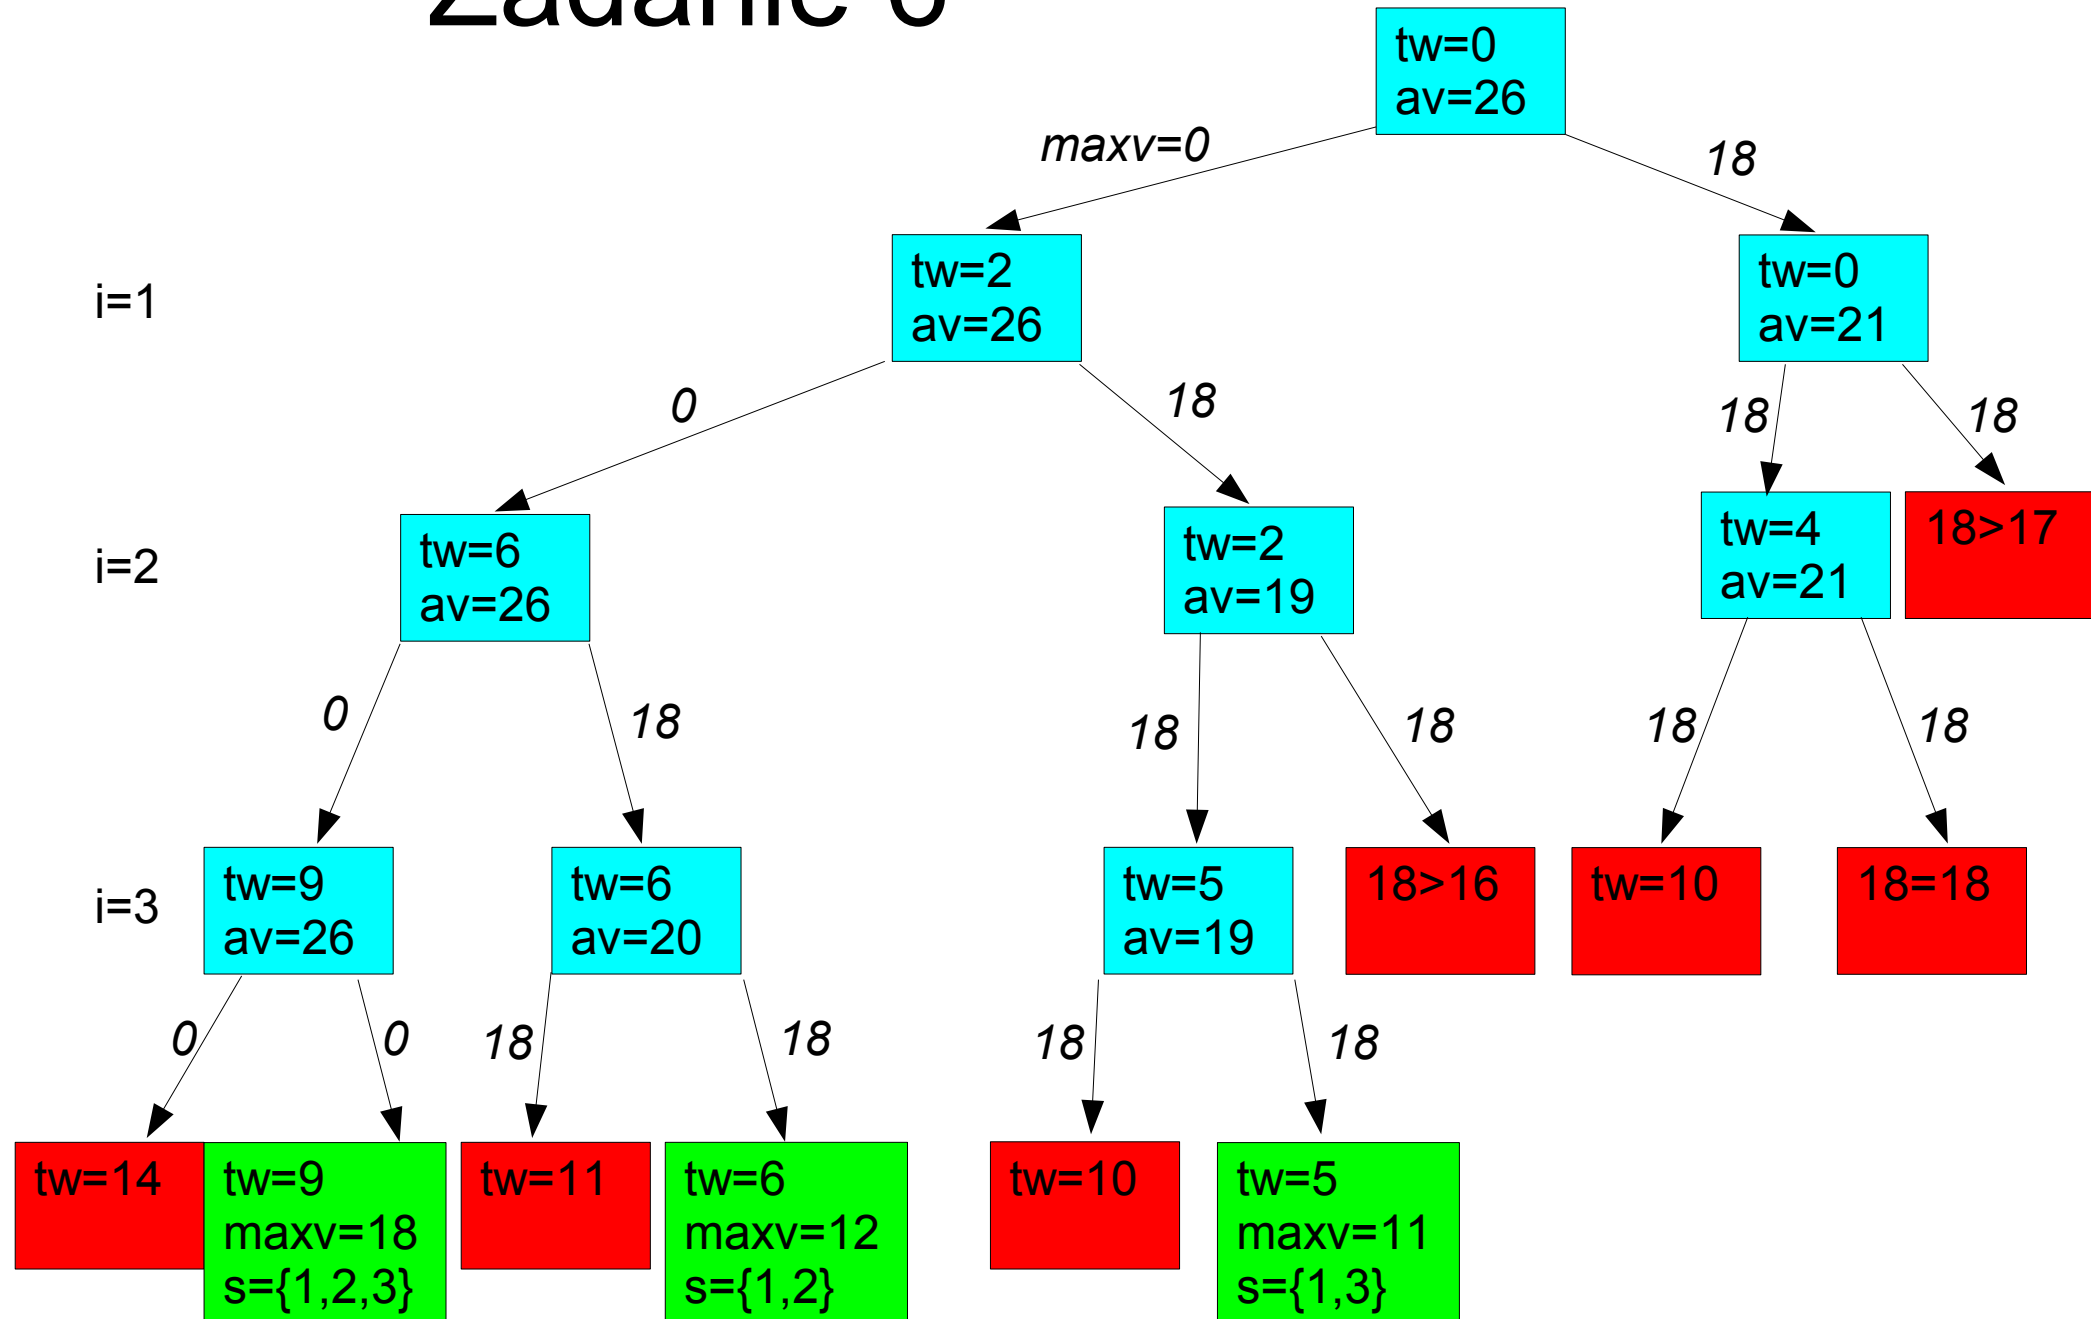 Zadanie 6
tw=0
av=26
maxv=0
18
i=1
tw=2
av=26
tw=0
av=21
0
18
18
18
i=2
tw=6
av=26
tw=2
av=19
tw=4
av=21
18>17
0
18
18
18
18
18
i=3
tw=9
av=26
tw=6
av=20
tw=5
av=19
18>16
tw=10
18=18
0
0
18
18
18
18
tw=14
tw=9
maxv=18
s={1,2,3}
tw=11
tw=6
maxv=12
s={1,2}
tw=10
tw=5
maxv=11
s={1,3}